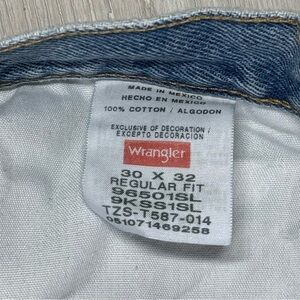 MADE IN MEXICO
HECHO EN MEXICO
100% COTTON / ALGODON
EXCLUSIVE OF DECORATION /
EXCEPTO DECORACION
Wrangler
30 X 32
REGULAR FIT
96501SL
9KSS1SL
TZS-T587-014
051071469258